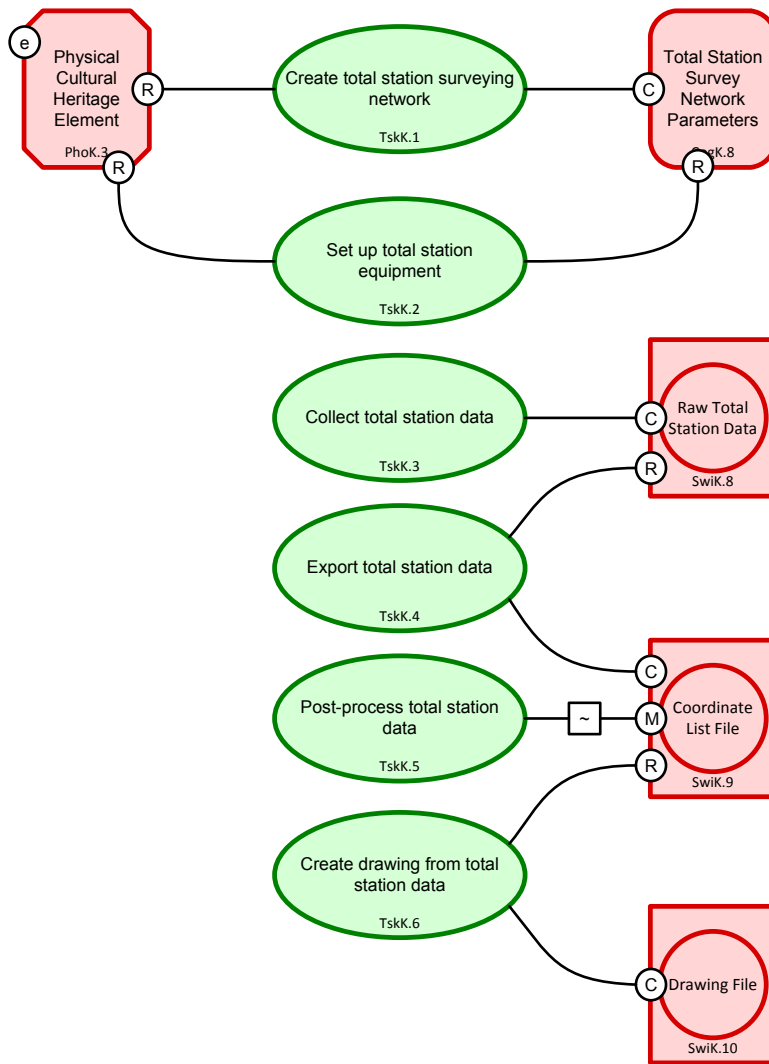 e
Physical
Cultural
Heritage
Element
PhoK.3
R
R
Create total station surveying
network
TskK.1
C
Total Station
Survey
Network
Parameters
R
Set up total station
equipment
TskK.2
Collect total station data
TskK.3
C
Raw Total
Station Data
R
SwiK.8
Export total station data
TskK.4
C
Post-process total station
data
TskK.5
~
M
Coordinate
List File
R
SwiK.9
Create drawing from total
station data
TskK.6
C
Drawing File
SwiK.10